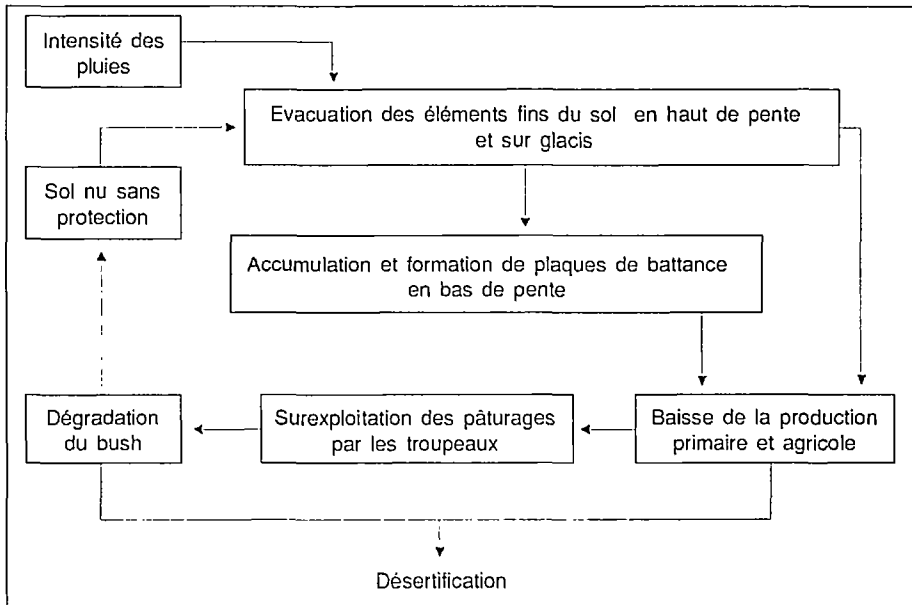 Intensité des
pluies
Evacuation des éléments fins du sol en haut de pente
et sur glacis
Sol nu sans
protection
Accumulation et formation de plaques de battance
en bas de pente
Dégradation
du bush
Surexploitation des pâturages
par les troupeaux
Baisse de la production
primaire et agricole
Désertification